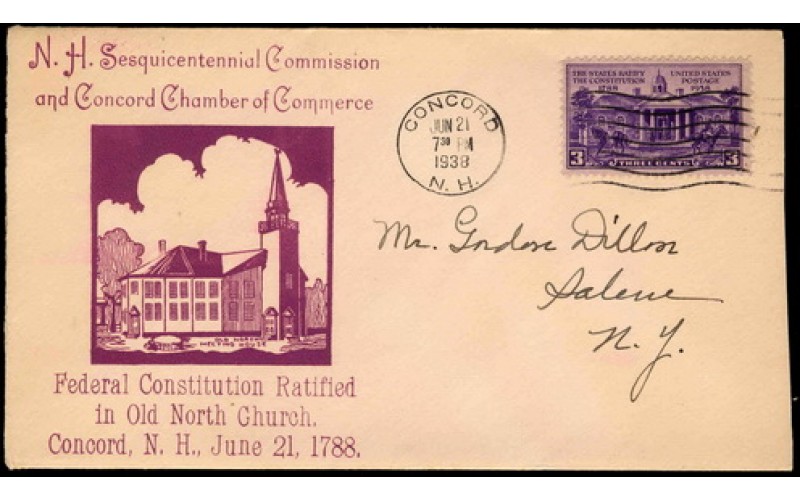 N. H. Sesquicentennial Commission
and Concord Chamber of Commerce
OLD NORTH
MEETING HOUSE
Federal Constitution Ratified
in Old North Church.
Concord, N. H., June 21, 1788.
CONCORD
JUN 21
7 30 PM
1938
N. H.
THE STATES RATIFY
THE CONSTITUTION
1788
UNITED STATES
POSTAGE
1938
3 THREE CENTS 3
Mr. Gordon Dillon
Salem
N. Y.